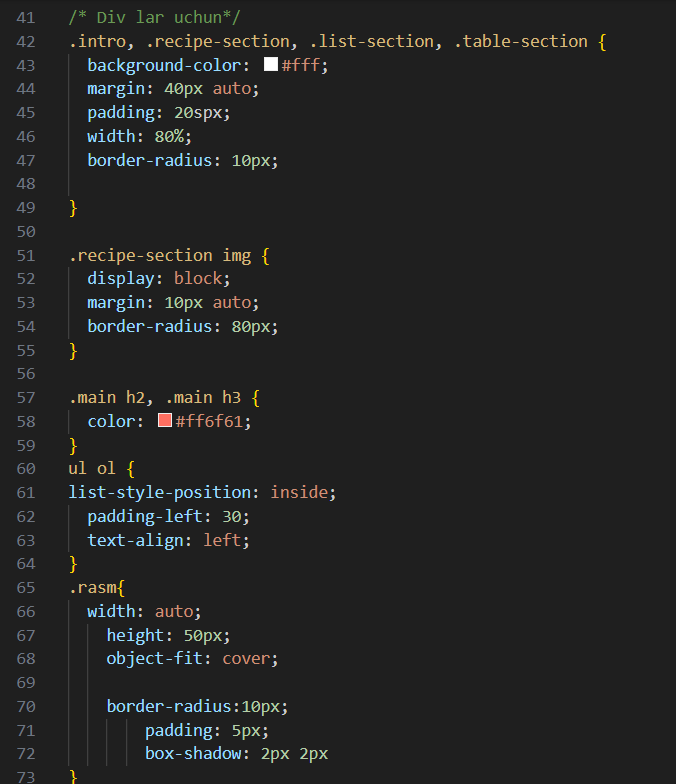 41 /* Div lar uchun*/
42 .intro, .recipe-section, .list-section, .table-section {
43 background-color: #fff;
44 margin: 40px auto;
45 padding: 20spx;
46 width: 80%;
47 border-radius: 10px;
48
49 }
50
51 .recipe-section img {
52 display: block;
53 margin: 10px auto;
54 border-radius: 80px;
55 }
56
57 .main h2, .main h3 {
58 color: #ff6f61;
59 }
60 ul ol {
61 list-style-position: inside;
62 padding-left: 30;
63 text-align: left;
64 }
65 .rasm{
66 width: auto;
67 height: 50px;
68 object-fit: cover;
69
70 border-radius:10px;
71 padding: 5px;
72 box-shadow: 2px 2px
73 }